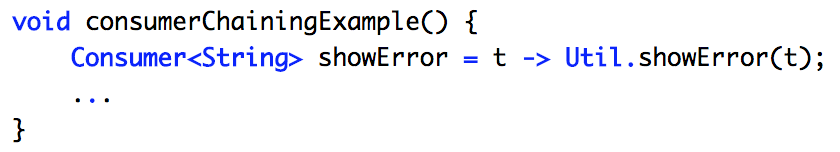 void consumerChainingExample() {
    Consumer<String> showError = t -> Util.showError(t);
    ...
}